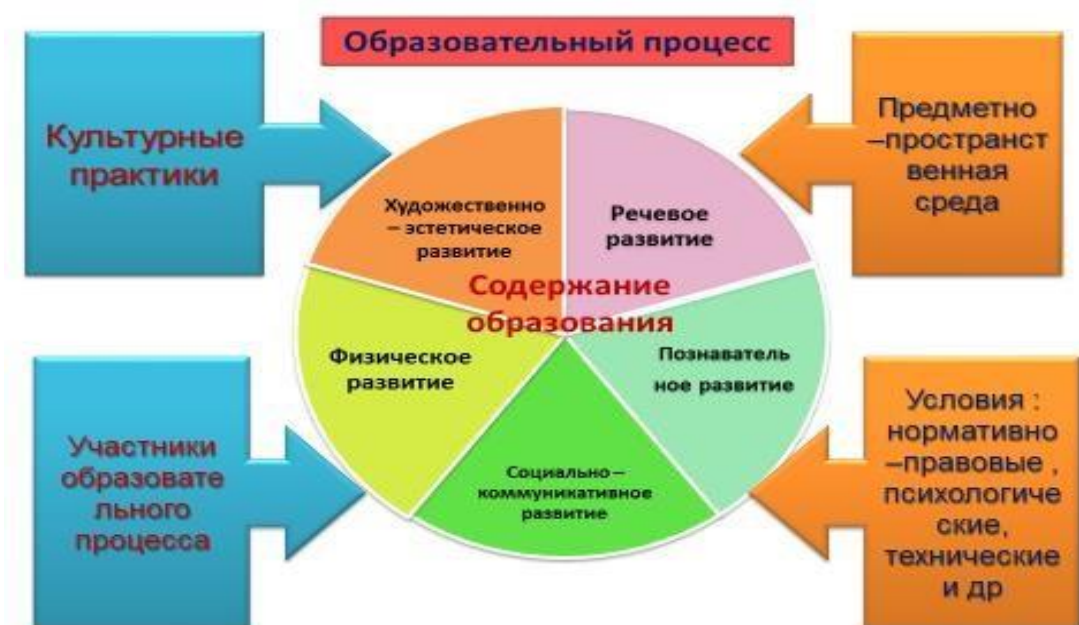 Образовательный процесс
Культурные
практики
Предметно
–пространст
венная
среда
Художественно
– эстетическое
развитие
Речевое
развитие
Содержание
образования
Физическое
развитие
Познаватель
ное развитие
Социально –
коммуникативное
развитие
Участники
образовате
льного
процесса
Условия :
нормативно
–правовые ,
психологиче
ские,
технические
и др